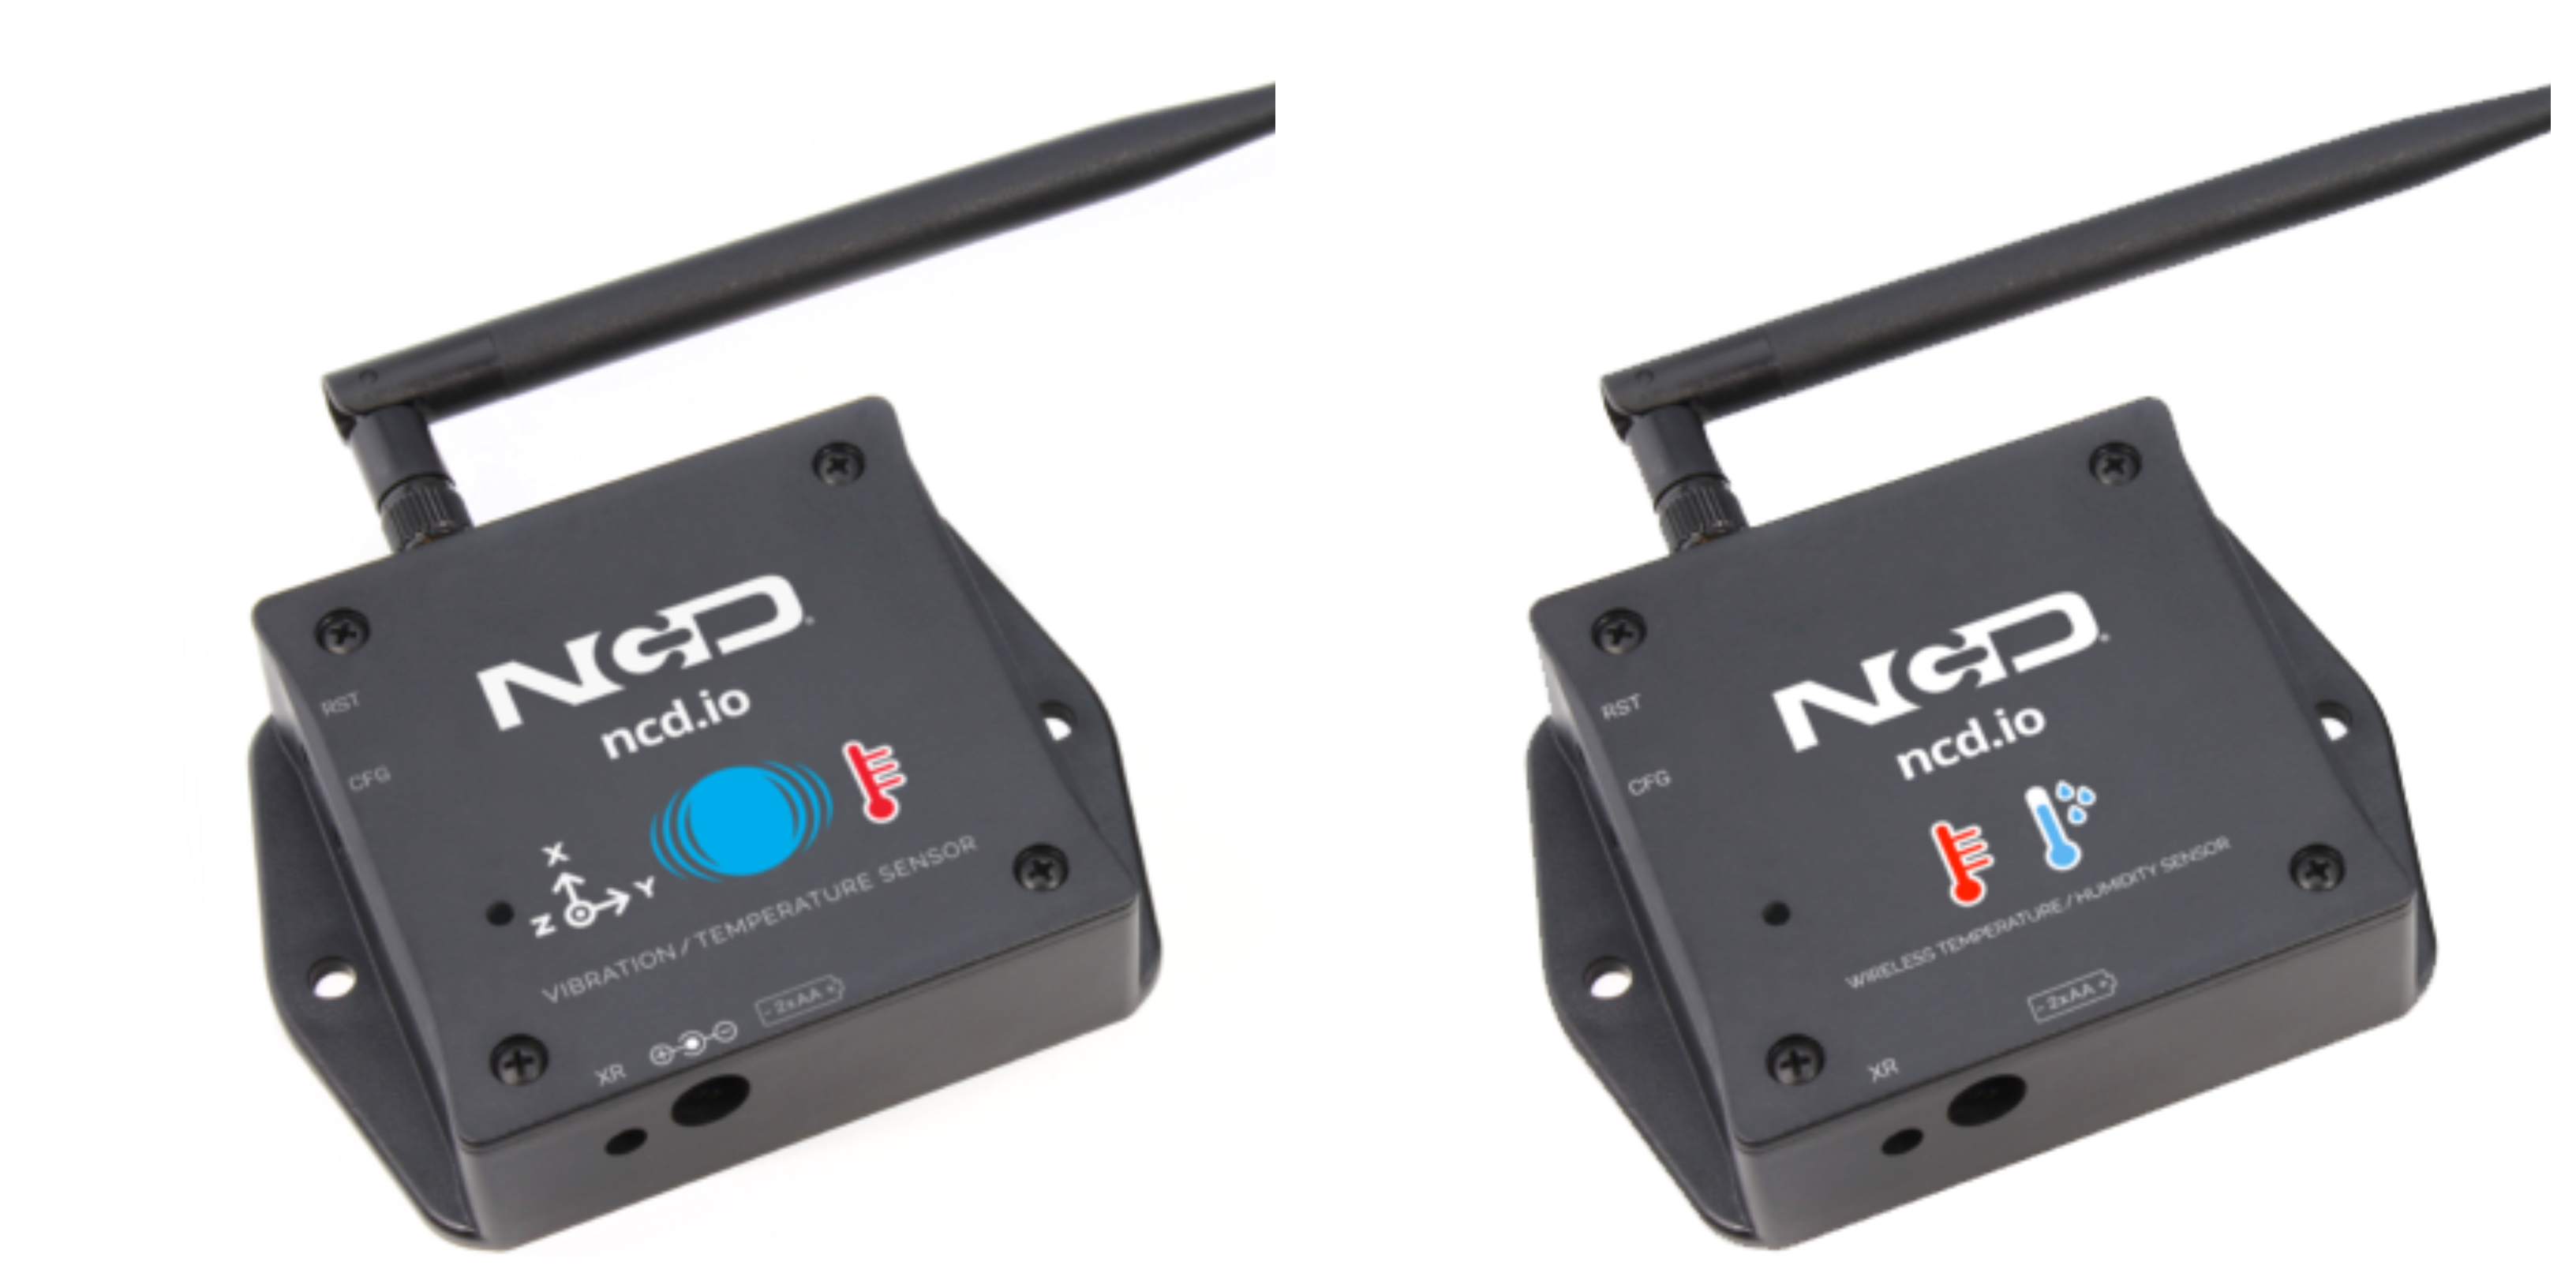 NCD
ncd.io
RST
CFG
X
Y
Z
VIBRATION / TEMPERATURE SENSOR
- 2xAA +
XR
NCD
ncd.io
RST
CFG
WIRELESS TEMPERATURE / HUMIDITY SENSOR
- 2xAA +
XR